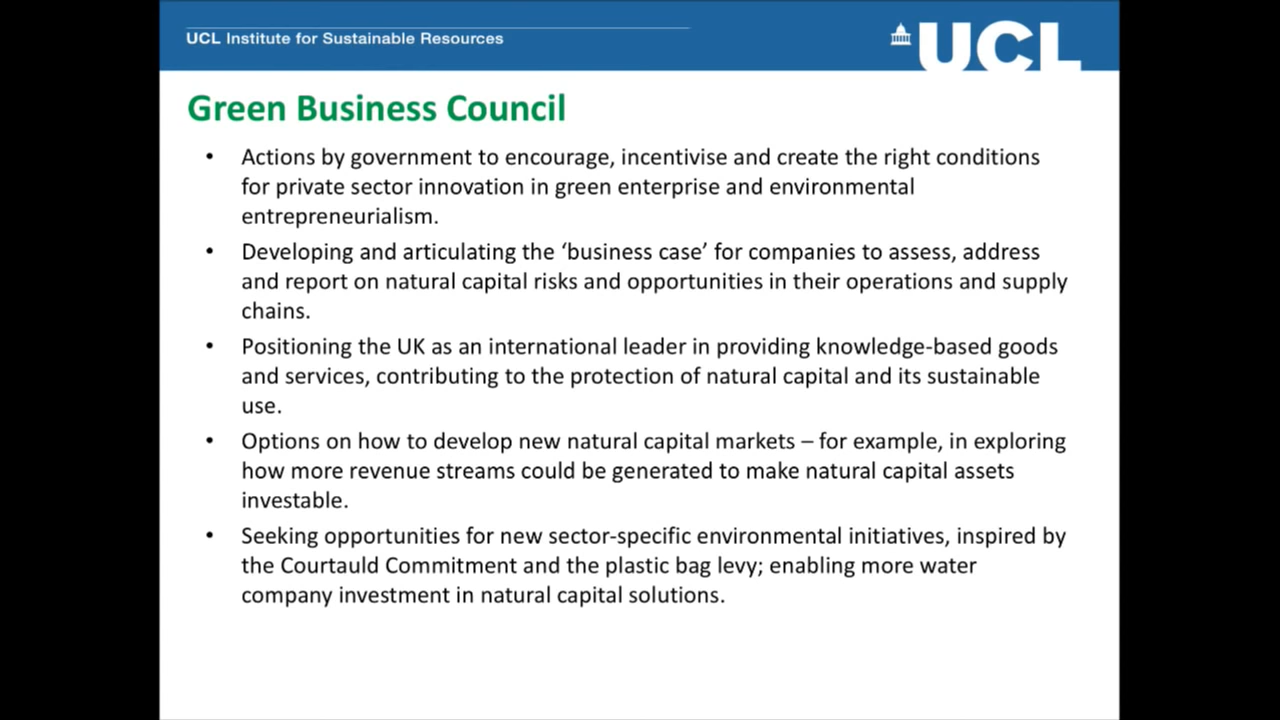 UCL Institute for Sustainable Resources
UCL
Green Business Council
• Actions by government to encourage, incentivise and create the right conditions
for private sector innovation in green enterprise and environmental
entrepreneurialism.
• Developing and articulating the ‘business case’ for companies to assess, address
and report on natural capital risks and opportunities in their operations and supply
chains.
• Positioning the UK as an international leader in providing knowledge-based goods
and services, contributing to the protection of natural capital and its sustainable
use.
• Options on how to develop new natural capital markets – for example, in exploring
how more revenue streams could be generated to make natural capital assets
investable.
• Seeking opportunities for new sector-specific environmental initiatives, inspired by
the Courtauld Commitment and the plastic bag levy; enabling more water
company investment in natural capital solutions.